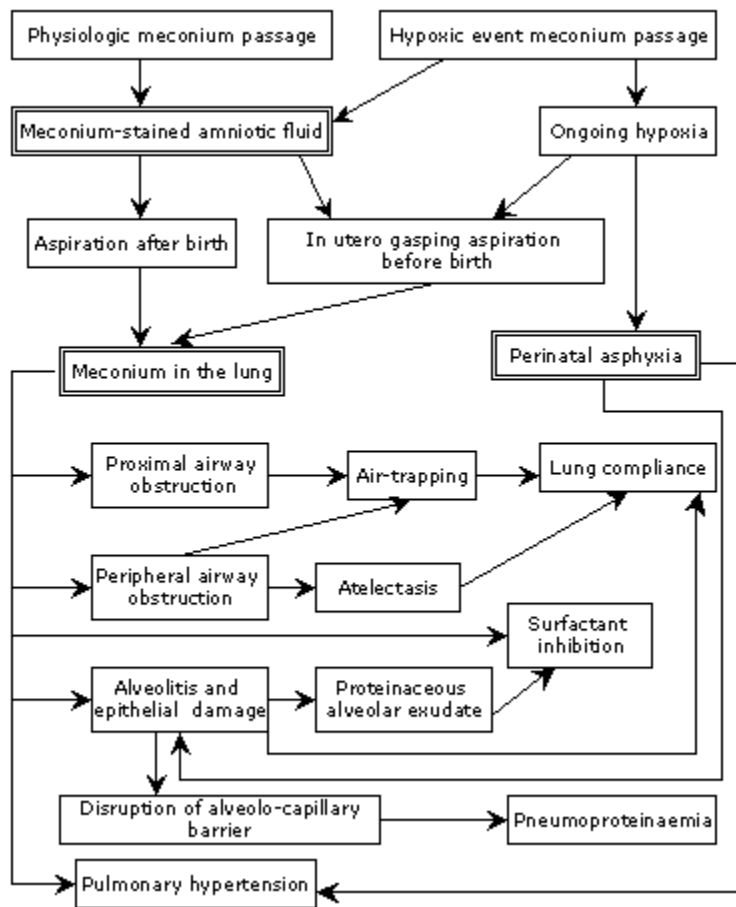 Physiologic meconium passage
Hypoxic event meconium passage
Meconium-stained amniotic fluid
Ongoing hypoxia
Aspiration after birth
In utero gasping aspiration
before birth
Meconium in the lung
Perinatal asphyxia
Proximal airway
obstruction
Air-trapping
Lung compliance
Peripheral airway
obstruction
Atelectasis
Surfactant
inhibition
Alveolitis and
epithelial damage
Proteinaceous
alveolar exudate
Disruption of alveolo-capillary
barrier
Pneumoproteinaemia
Pulmonary hypertension